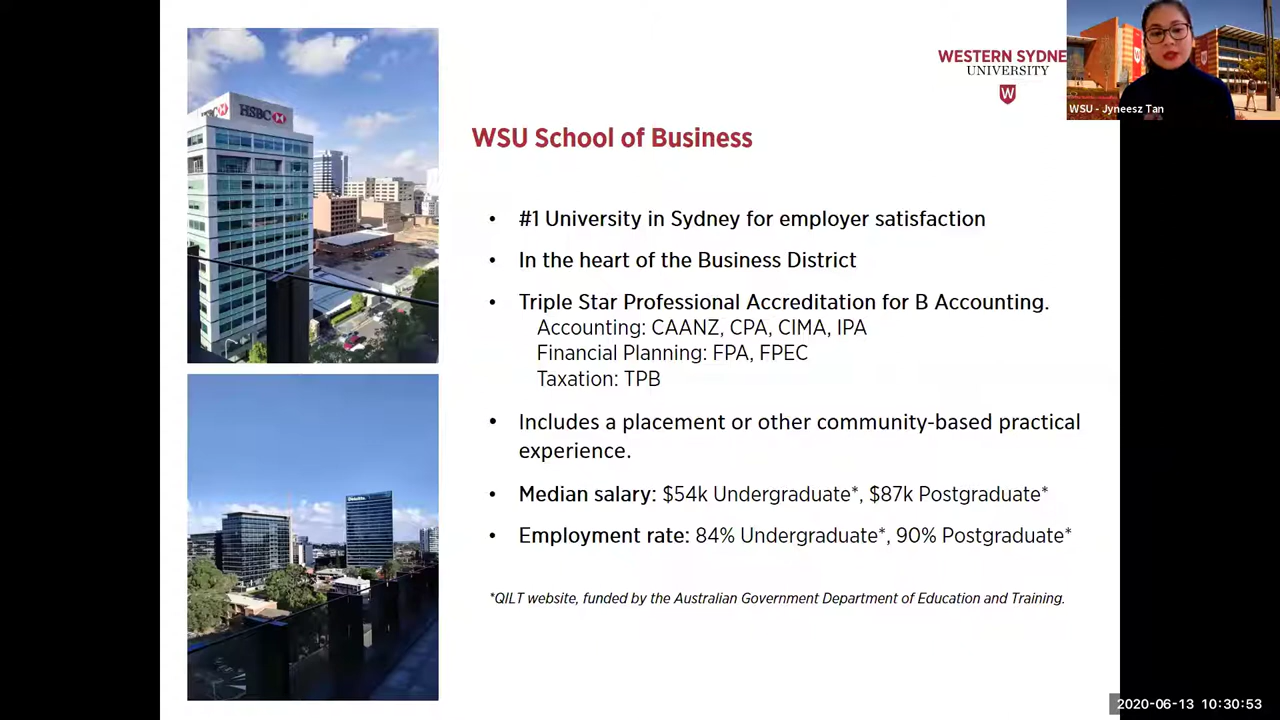 HSBC
WESTERN SYDNE
UNIVERSITY
W
WSU - Jyneesz Tan
WSU School of Business
• #1 University in Sydney for employer satisfaction
• In the heart of the Business District
• Triple Star Professional Accreditation for B Accounting.
Accounting: CAANZ, CPA, CIMA, IPA
Financial Planning: FPA, FPEC
Taxation: TPB
• Includes a placement or other community-based practical
experience.
• Median salary: $54k Undergraduate*, $87k Postgraduate*
• Employment rate: 84% Undergraduate*, 90% Postgraduate*
*QILT website, funded by the Australian Government Department of Education and Training.
2020-06-13 10:30:53